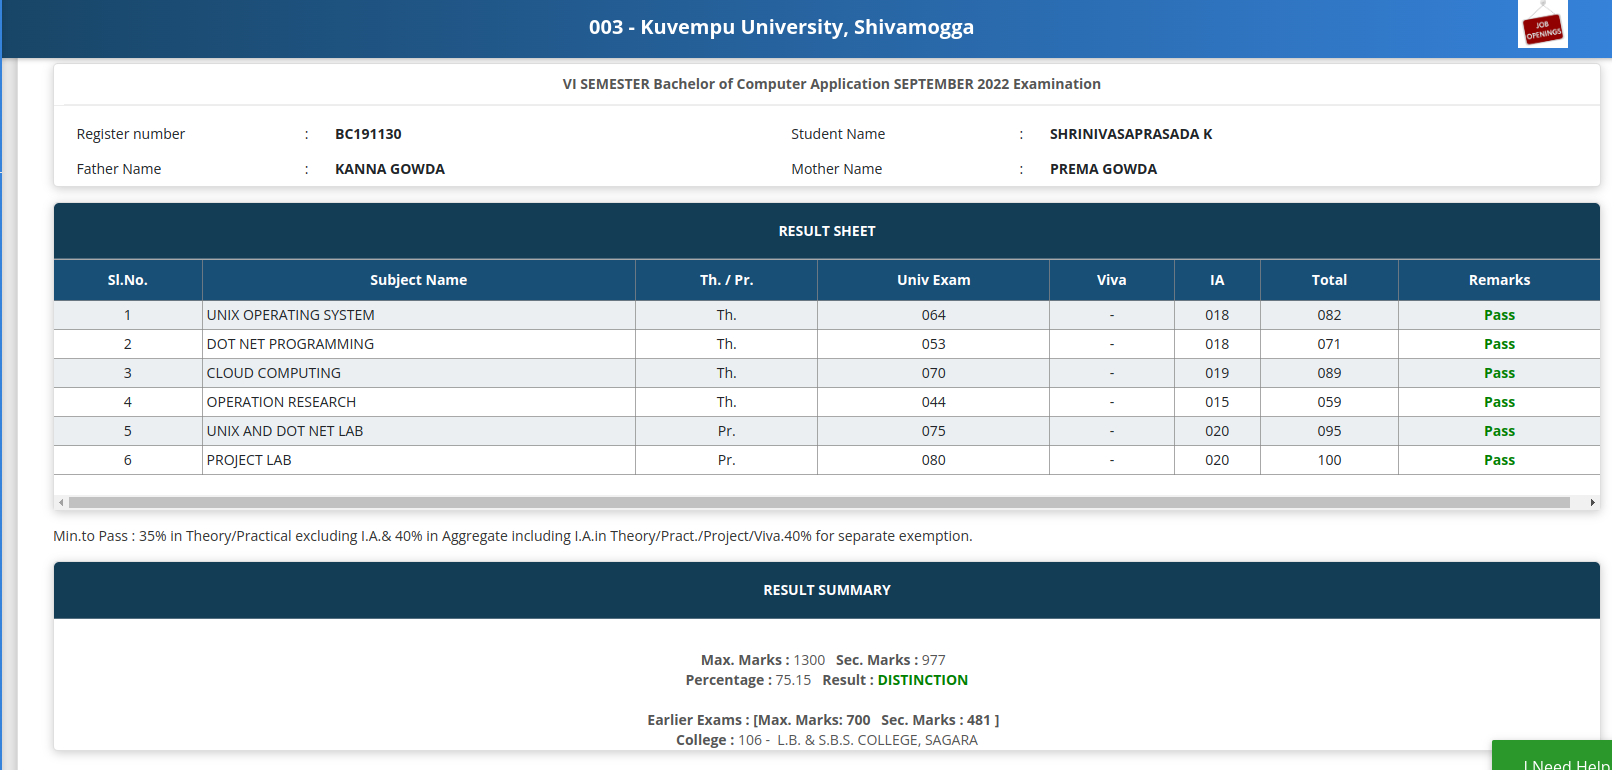 003 - Kuvempu University, Shivamogga
JOB
OPENINGS
VI SEMESTER Bachelor of Computer Application SEPTEMBER 2022 Examination
Register number : BC191130 Student Name : SHRINIVASAPRASADA K
Father Name : KANNA GOWDA Mother Name : PREMA GOWDA
RESULT SHEET
Sl.No. Subject Name Th. / Pr. Univ Exam Viva IA Total Remarks
1 UNIX OPERATING SYSTEM Th. 064 - 018 082 Pass
2 DOT NET PROGRAMMING Th. 053 - 018 071 Pass
3 CLOUD COMPUTING Th. 070 - 019 089 Pass
4 OPERATION RESEARCH Th. 044 - 015 059 Pass
5 UNIX AND DOT NET LAB Pr. 075 - 020 095 Pass
6 PROJECT LAB Pr. 080 - 020 100 Pass
Min.to Pass : 35% in Theory/Practical excluding I.A.& 40% in Aggregate including I.A.in Theory/Pract./Project/Viva.40% for separate exemption.
RESULT SUMMARY
Max. Marks : 1300 Sec. Marks : 977
Percentage : 75.15 Result : DISTINCTION
Earlier Exams : [Max. Marks: 700 Sec. Marks : 481 ]
College : 106 - L.B. & S.B.S. COLLEGE, SAGARA
I Need Help